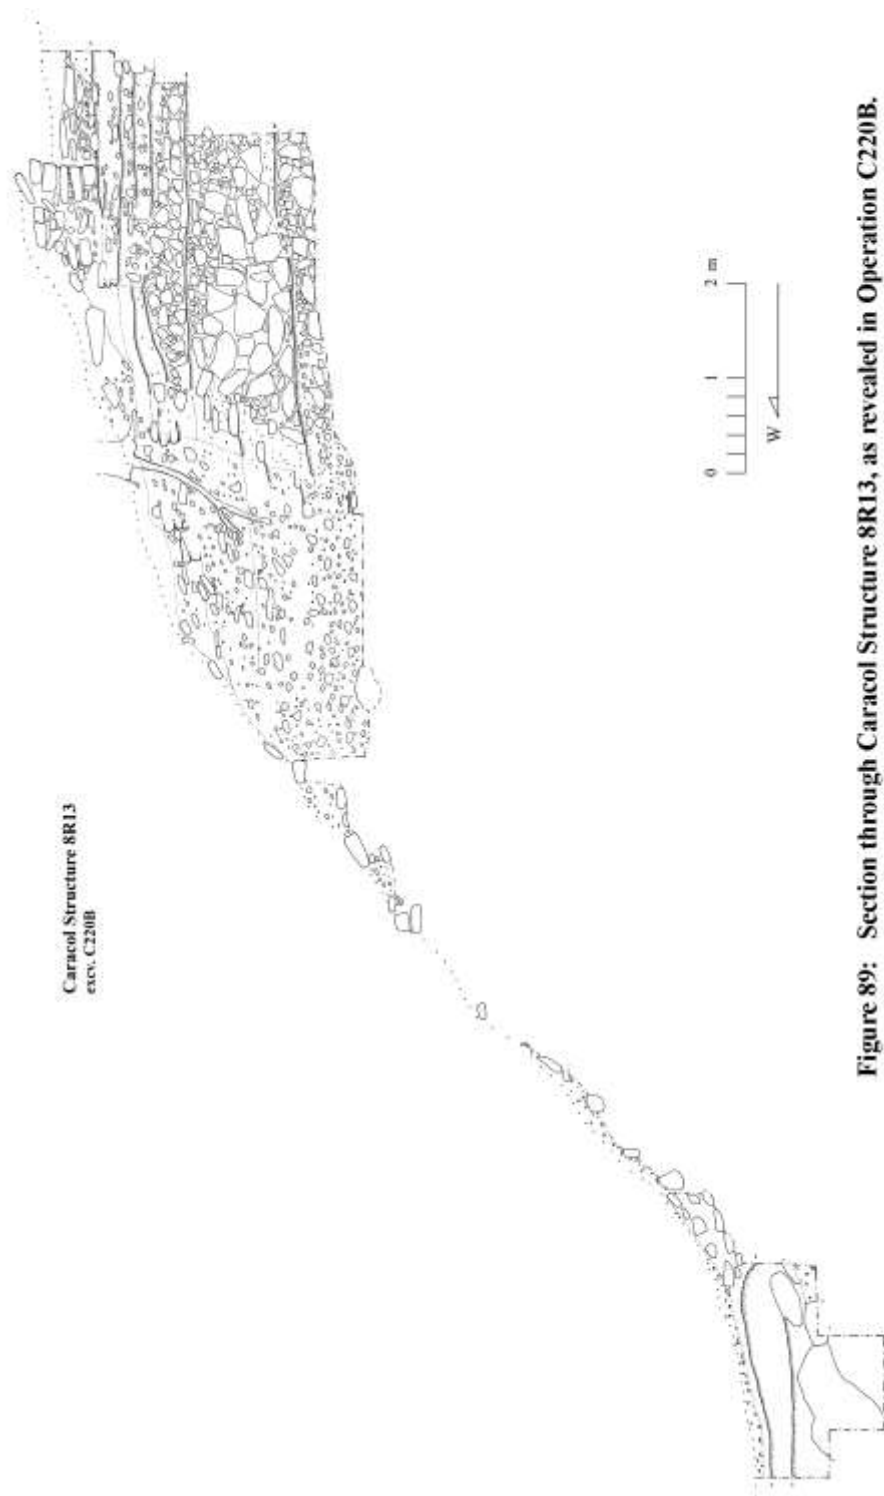 Caracol Structure 8R13
excv. C220B
0 1 2 m
W
Figure 89: Section through Caracol Structure 8R13, as revealed in Operation C220B.